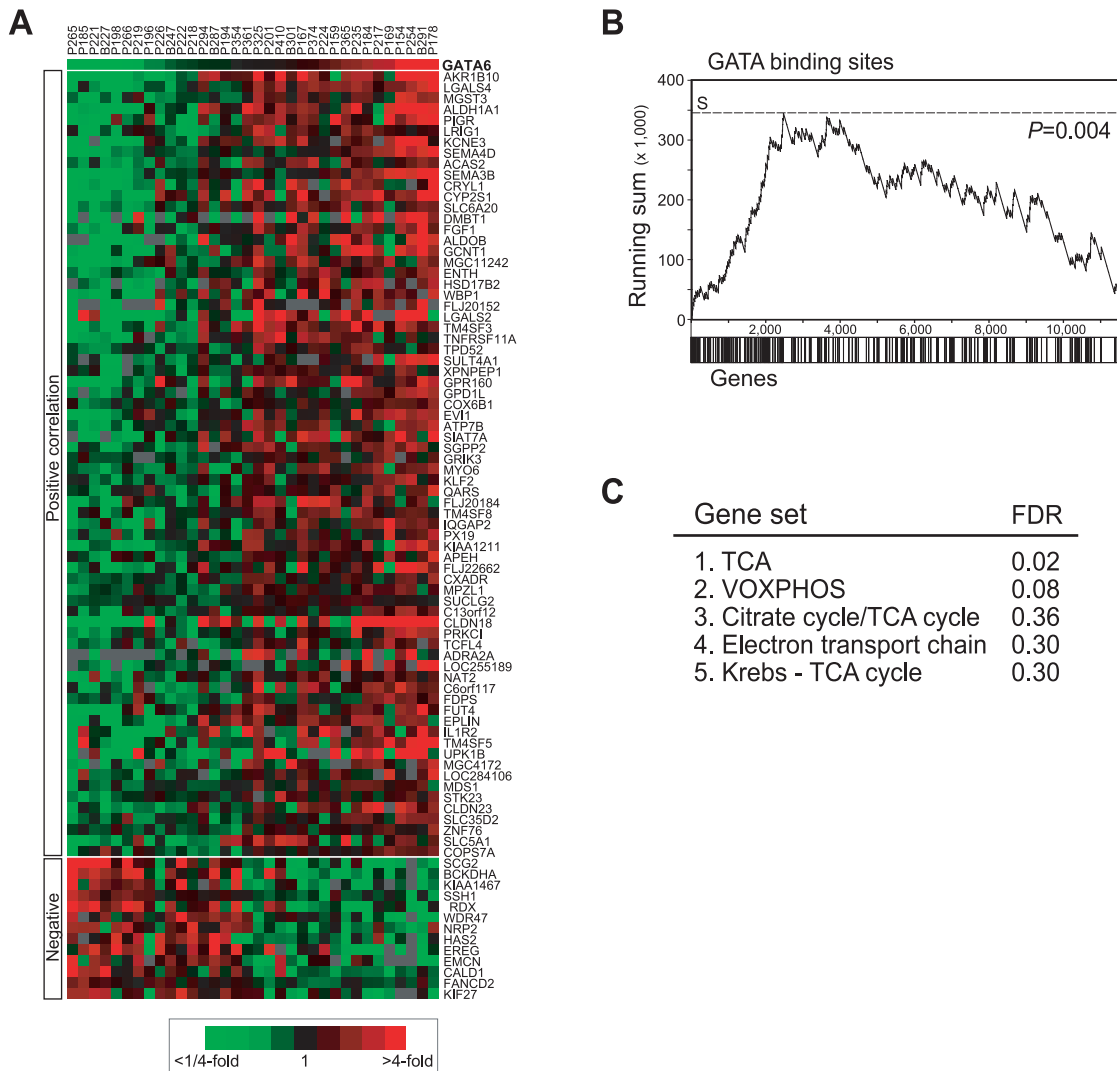 A
P265 P185 P221 B227 P198 P266 P219 P196 P226 B247 P222 P218 P294 B287 P194 P354 P361 P325 P201 P410 B301 P167 P374 P224 P159 P365 P235 P184 P217 P169 P154 P254 B291 P178
GATA6
AKR1B10
LGALS4
MGST3
ALDH1A1
PIGR
LRIG1
KCNE3
SEMA4D
ACAS2
SEMA3B
CRYL1
CYP2S1
SLC6A20
DMBT1
FGF1
ALDOB
GCNT1
MGC11242
ENTH
HSD17B2
WBP1
FLJ20152
LGALS2
TM4SF3
TNFRSF11A
TPD52
SULT4A1
XPNPEP1
GPR160
GPD1L
COX6B1
EVI1
ATP7B
SIAT7A
SGPP2
GRIK3
MYO6
KLF2
QARS
FLJ20184
TM4SF8
IQGAP2
PX19
KIAA1211
APEH
FLJ22662
CXADR
MPZL1
SUCLG2
C13orf12
CLDN18
PRKCI
TCFL4
ADRA2A
LOC255189
NAT2
C6orf117
FDPS
FUT4
EPLIN
IL1R2
TM4SF5
UPK1B
MGC4172
LOC284106
MDS1
STK23
CLDN23
SLC35D2
ZNF76
SLC5A1
COPS7A
SCG2
BCKDHA
KIAA1467
SSH1
RDX
WDR47
NRP2
HAS2
EREG
EMCN
CALD1
FANCD2
KIF27
Positive correlation
Negative
<1/4-fold 1 >4-fold
B
GATA binding sites
S
P=0.004
Running sum (x 1,000)
400
300
200
100
0
2,000 4,000 6,000 8,000 10,000
Genes
C
Gene set FDR
1. TCA 0.02
2. VOXPHOS 0.08
3. Citrate cycle/TCA cycle 0.36
4. Electron transport chain 0.30
5. Krebs - TCA cycle 0.30